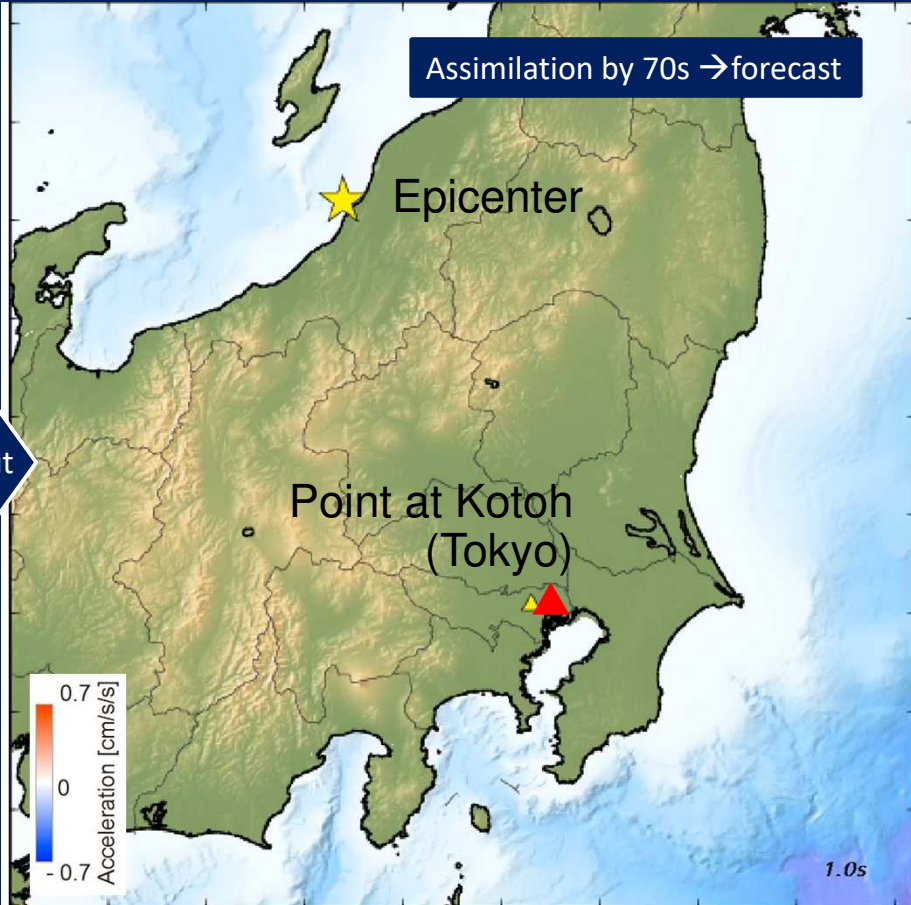 Assimilation by 70s →forecast
Epicenter
Point at Kotoh
(Tokyo)
0.7
0
- 0.7
Acceleration [cm/s/s]
1.0s